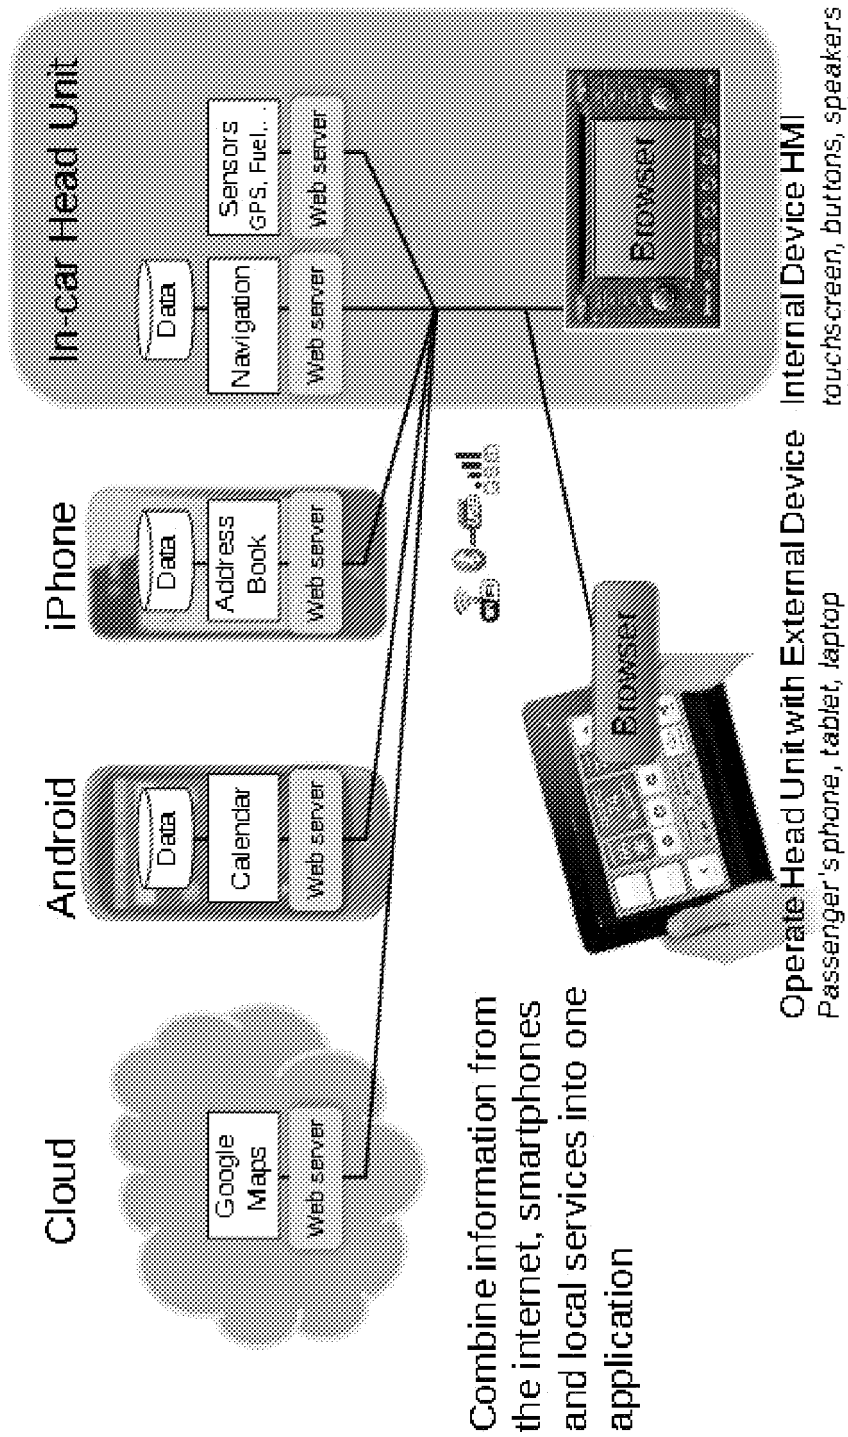 Cloud
Google
Maps
Web server
Android
Data
Calendar
Web server
iPhone
Data
Address
Book
Web server
In-car Head Unit
Data
Navigation
Web server
Sensors
GPS, Fuel...
Web server
Combine information from
the internet, smartphones
and local services into one
application
Browser
Operate Head Unit with External Device
Passenger's phone, tablet, laptop
Browser
Internal Device HMI
touchscreen, buttons, speakers